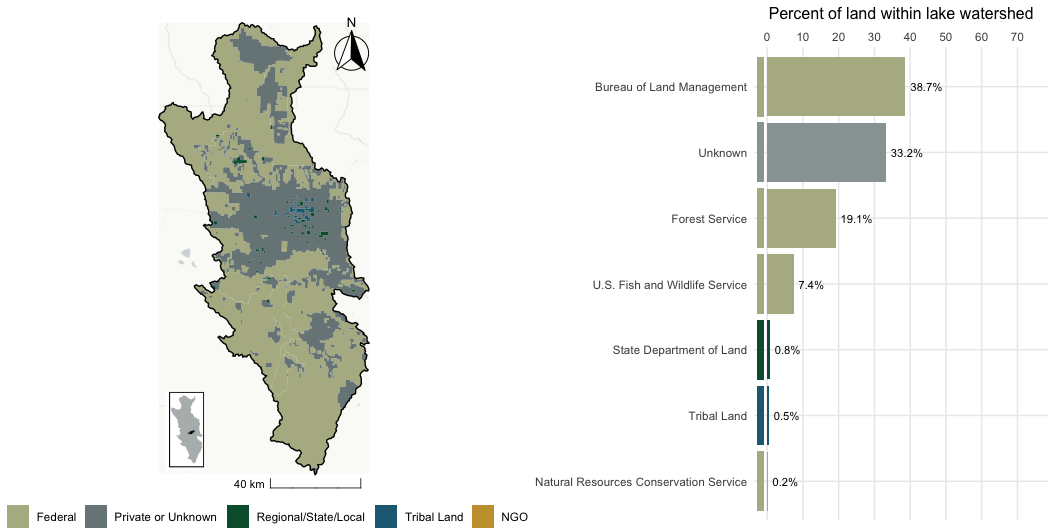 N
40 km
Federal
Private or Unknown
Regional/State/Local
Tribal Land
NGO
Percent of land within lake watershed
0 10 20 30 40 50 60 70
Bureau of Land Management 38.7%
Unknown 33.2%
Forest Service 19.1%
U.S. Fish and Wildlife Service 7.4%
State Department of Land 0.8%
Tribal Land 0.5%
Natural Resources Conservation Service 0.2%